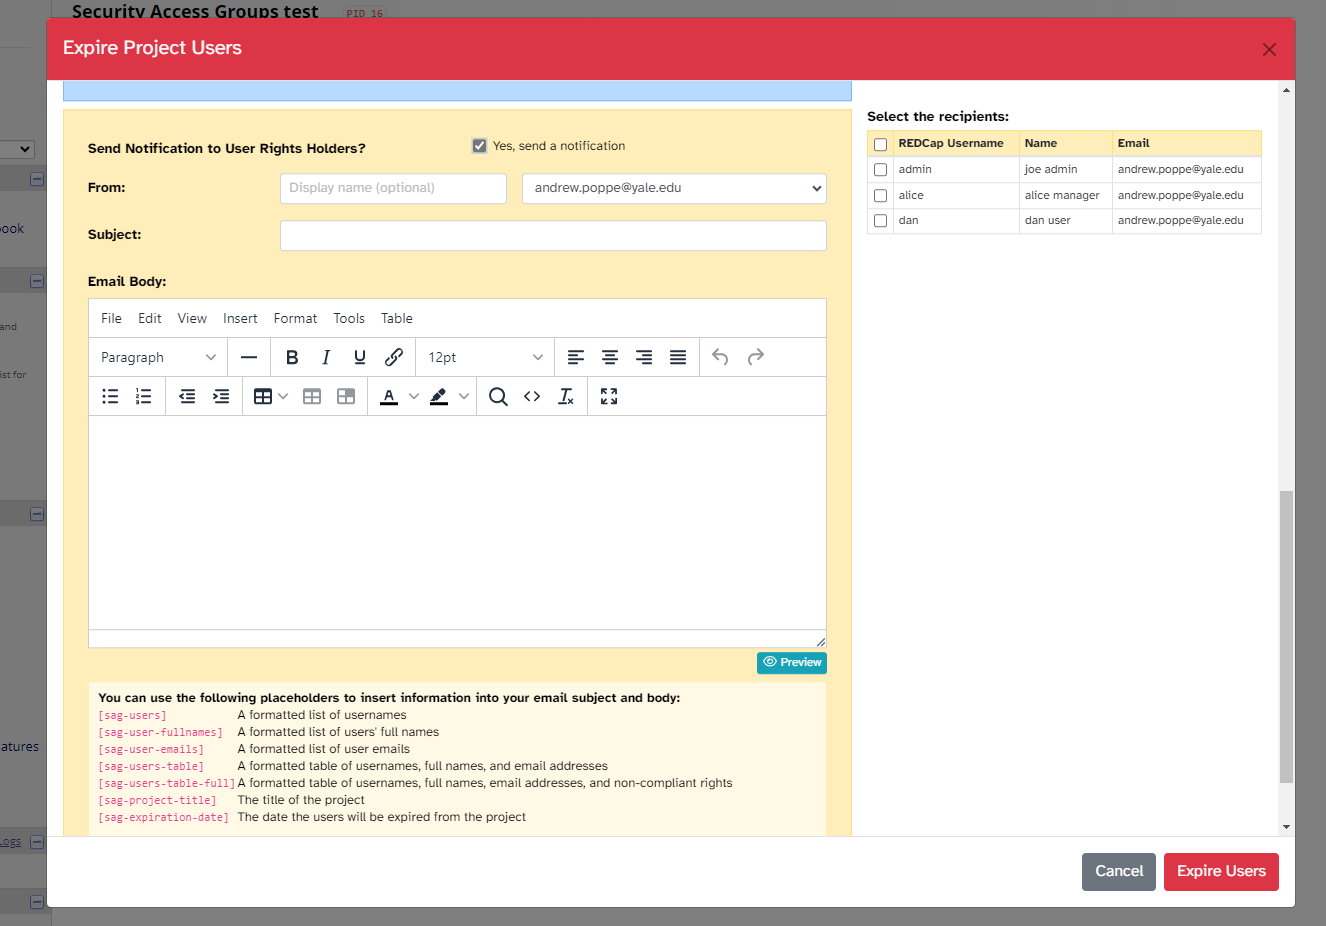 Security Access Groups test PID 16
Expire Project Users
Send Notification to User Rights Holders? Yes, send a notification
From: Display name (optional) andrew.poppe@yale.edu
Subject:
Email Body:
File Edit View Insert Format Tools Table
Paragraph B I U 12pt
A
Preview
You can use the following placeholders to insert information into your email subject and body:
[sag-users] A formatted list of usernames
[sag-user-fullnames] A formatted list of users' full names
[sag-user-emails] A formatted list of user emails
[sag-users-table] A formatted table of usernames, full names, and email addresses
[sag-users-table-full] A formatted table of usernames, full names, email addresses, and non-compliant rights
[sag-project-title] The title of the project
[sag-expiration-date] The date the users will be expired from the project
Select the recipients:
REDCap Username Name Email
admin joe admin andrew.poppe@yale.edu
alice alice manager andrew.poppe@yale.edu
dan dan user andrew.poppe@yale.edu
Cancel Expire Users
ook
and
ist for
atures
Logs